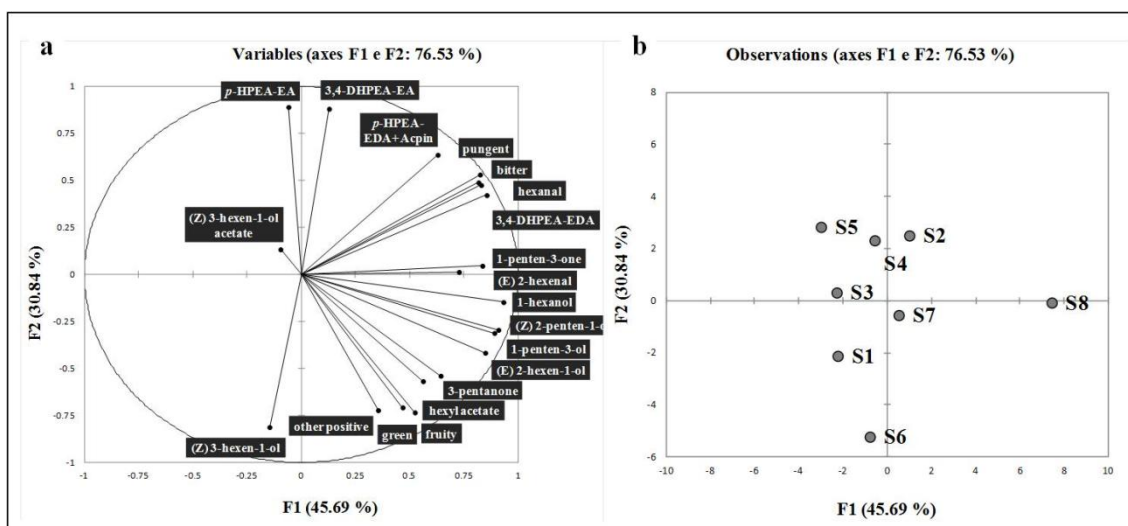 a
Variables (axes F1 e F2: 76.53 %)
p-HPEA-EA
3,4-DHPEA-EA
p-HPEA-
EDA+Acpin
pungent
bitter
hexanal
3,4-DHPEA-EDA
(Z) 3-hexen-1-ol
acetate
1-penten-3-one
(E) 2-hexenal
1-hexanol
(Z) 2-penten-1-o
1-penten-3-ol
(E) 2-hexen-1-ol
3-pentanone
hexyl acetate
other positive
green
fruity
(Z) 3-hexen-1-ol
1
0.75
0.5
0.25
0
-0.25
-0.5
-0.75
-1
-1
-0.75
-0.5
-0.25
0
0.25
0.5
0.75
1
F2 (30.84 %)
F1 (45.69 %)
b
Observations (axes F1 e F2: 76.53 %)
8
6
4
2
0
-2
-4
-6
S5
S4
S2
S3
S7
S8
S1
S6
-10
-8
-6
-4
-2
0
2
4
6
8
10
F2 (30.84 %)
F1 (45.69 %)